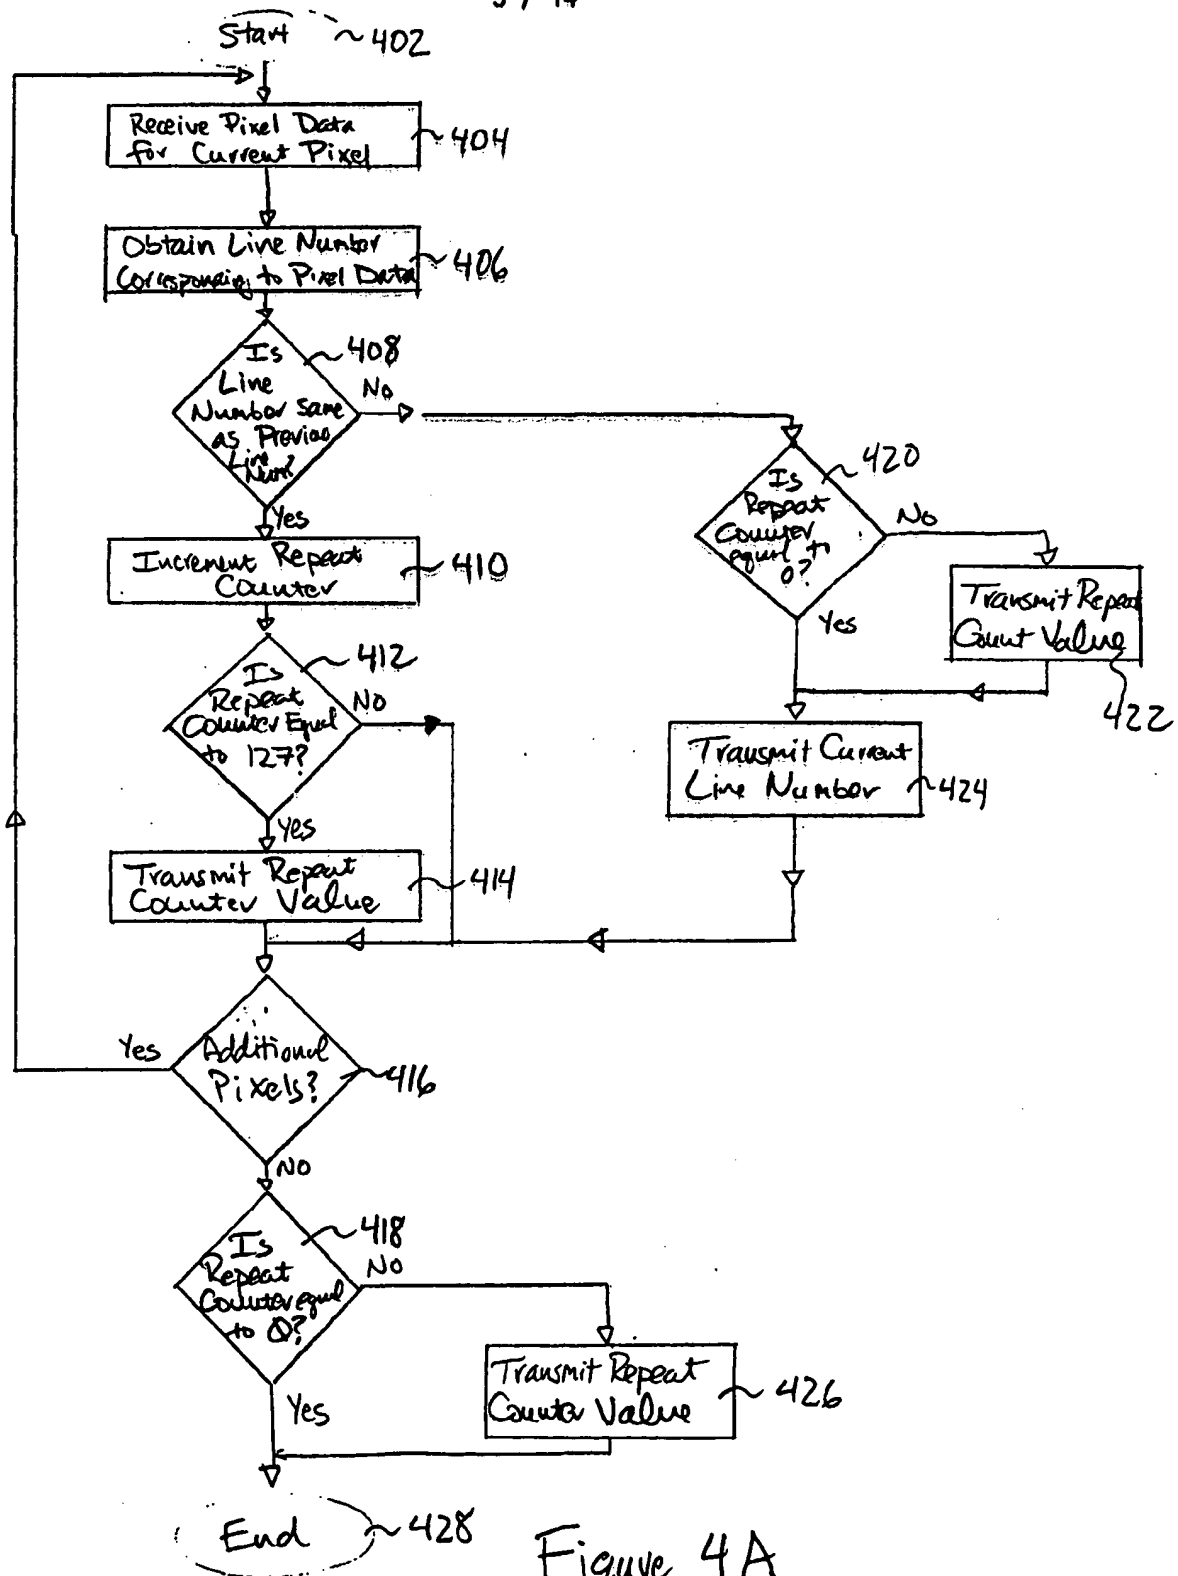 Start
402
Receive Pixel Data
for Current Pixel
404
Obtain Line Number
Corresponding to Pixel Data
406
Is
Line
Number same
as Previous
Line
Num?
408
No
Yes
Increment Repeat
Counter
410
Is
Repeat
Counter Equal
to 127?
412
No
Yes
Transmit Repeat
Counter Value
414
Is
Repeat
Counter
equal to
0?
420
No
Yes
Transmit Repeat
Count Value
422
Transmit Current
Line Number
424
Additional
Pixels?
416
Yes
NO
Is
Repeat
Counter equal
to 0?
418
No
Yes
Transmit Repeat
Counter Value
426
End
428
Figure 4A